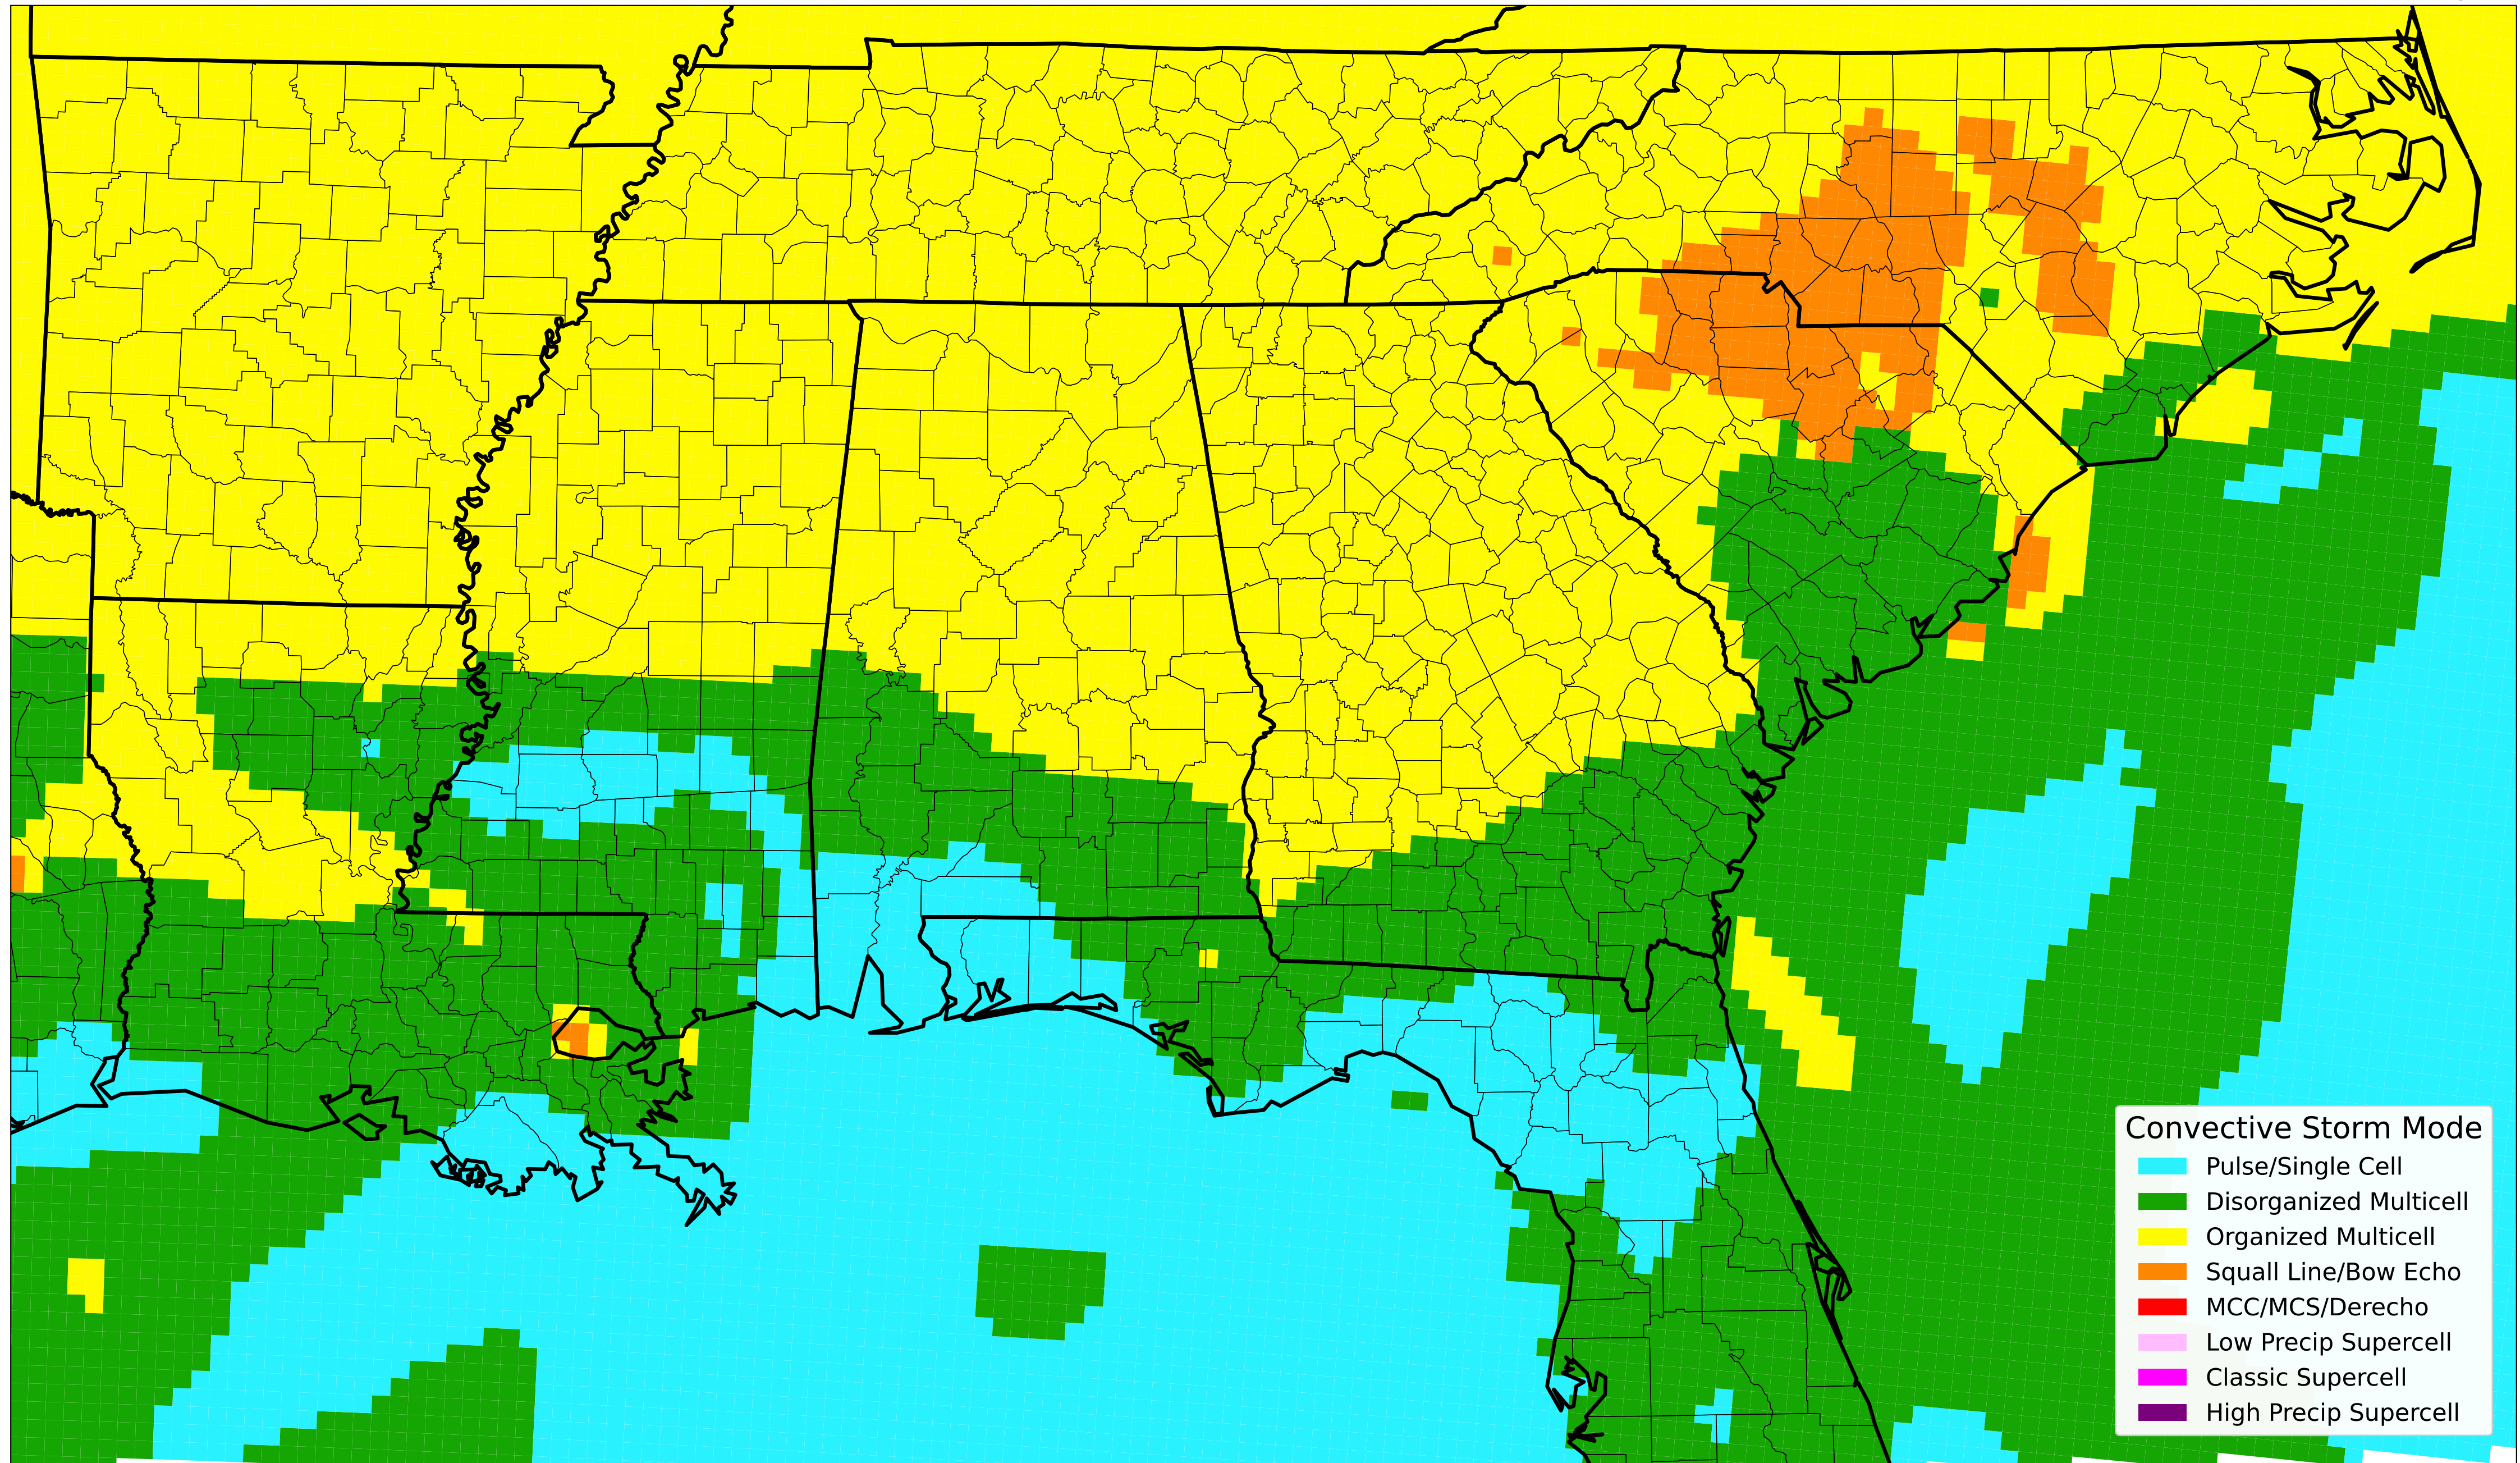 Convective Storm Mode
Pulse/Single Cell
Disorganized Multicell
Organized Multicell
Squall Line/Bow Echo
MCC/MCS/Derecho
Low Precip Supercell
Classic Supercell
High Precip Supercell